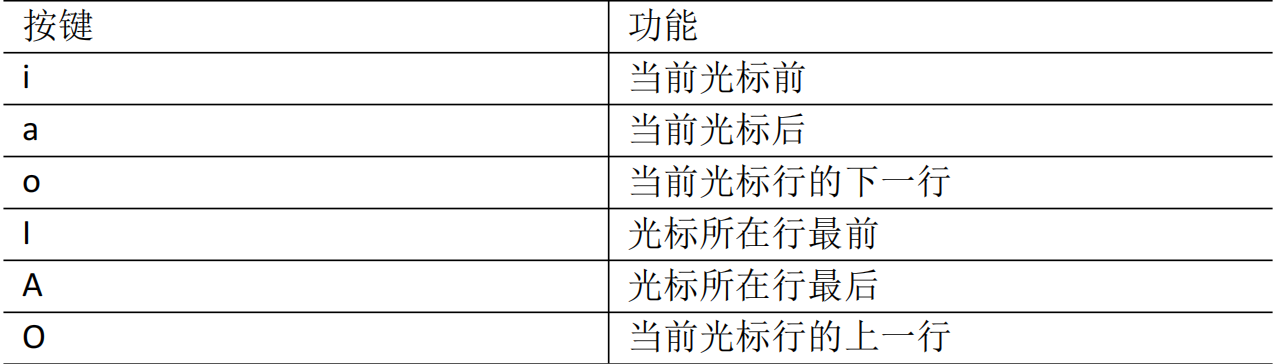 按键 功能
i 当前光标前
a 当前光标后
o 当前光标行的下一行
I 光标所在行最前
A 光标所在行最后
O 当前光标行的上一行